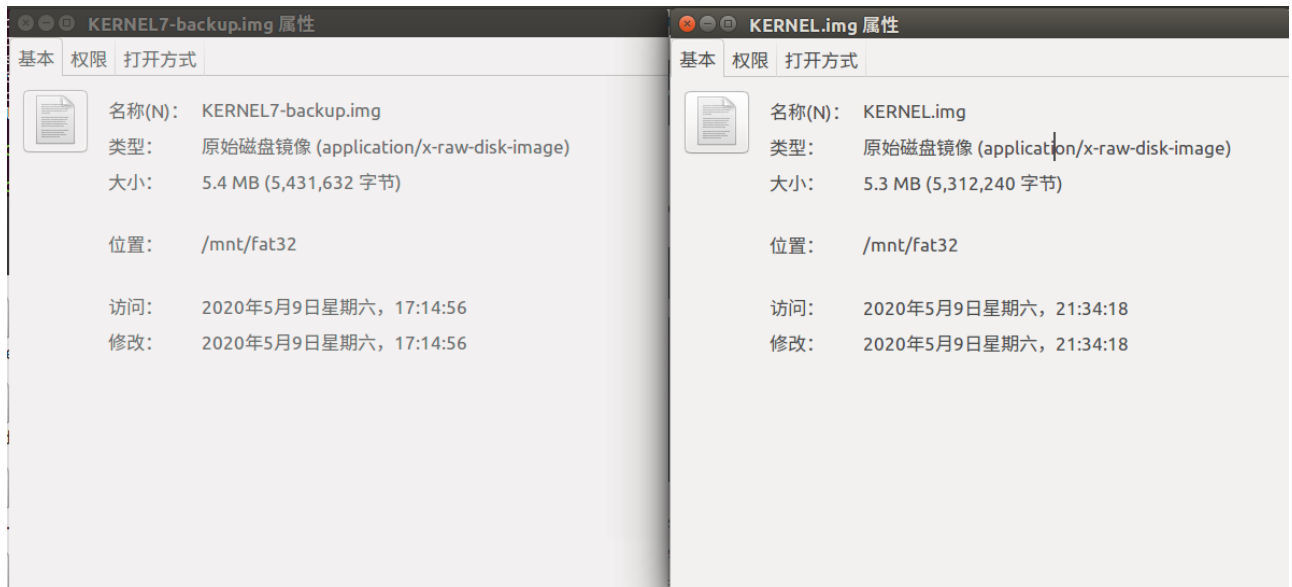 KERNEL7-backup.img 属性
基本 权限 打开方式
名称(N)： KERNEL7-backup.img
类型： 原始磁盘镜像 (application/x-raw-disk-image)
大小： 5.4 MB (5,431,632 字节)
位置： /mnt/fat32
访问： 2020年5月9日星期六，17:14:56
修改： 2020年5月9日星期六，17:14:56
KERNEL.img 属性
基本 权限 打开方式
名称(N)： KERNEL.img
类型： 原始磁盘镜像 (application/x-raw-disk-image)
大小： 5.3 MB (5,312,240 字节)
位置： /mnt/fat32
访问： 2020年5月9日星期六，21:34:18
修改： 2020年5月9日星期六，21:34:18